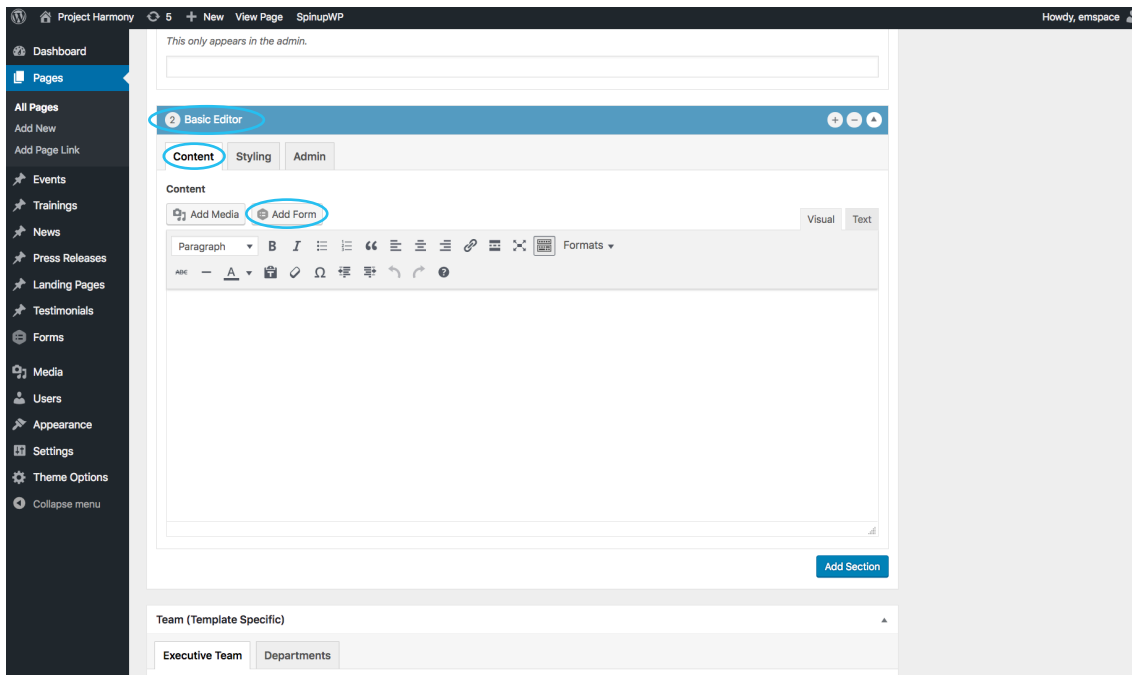 Project Harmony 5 New View Page SpinupWP Howdy, emspace
Dashboard
Pages
All Pages
Add New
Add Page Link
Events
Trainings
News
Press Releases
Landing Pages
Testimonials
Forms
Media
Users
Appearance
Settings
Theme Options
Collapse menu
This only appears in the admin.
2 Basic Editor
Content Styling Admin
Content
Add Media Add Form Visual Text
Paragraph B I Formats
ABC A T Ω
Add Section
Team (Template Specific)
Executive Team Departments